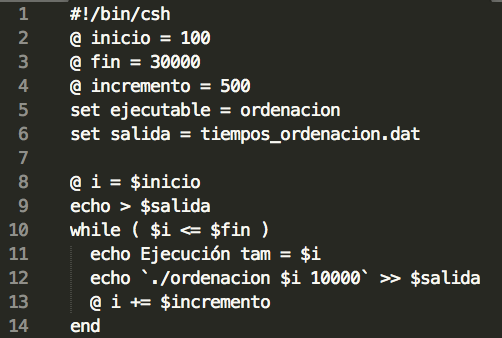 1 #!/bin/csh
2 @ inicio = 100
3 @ fin = 30000
4 @ incremento = 500
5 set ejecutable = ordenacion
6 set salida = tiempos_ordenacion.dat
7
8 @ i = $inicio
9 echo > $salida
10 while ( $i <= $fin )
11   echo Ejecución tam = $i
12   echo `./ordenacion $i 10000` >> $salida
13   @ i += $incremento
14 end